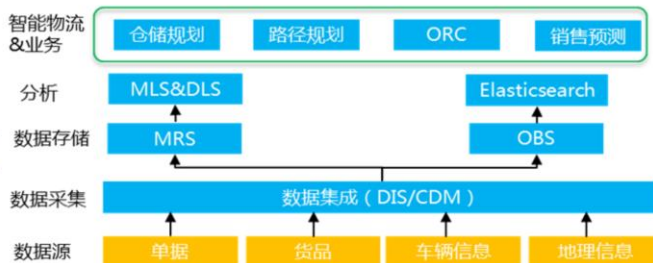 智能物流
&业务
仓储规划
路径规划
ORC
销售预测
分析
MLS&DLS
Elasticsearch
数据存储
MRS
OBS
数据采集
数据集成（DIS/CDM）
数据源
单据
货品
车辆信息
地理信息